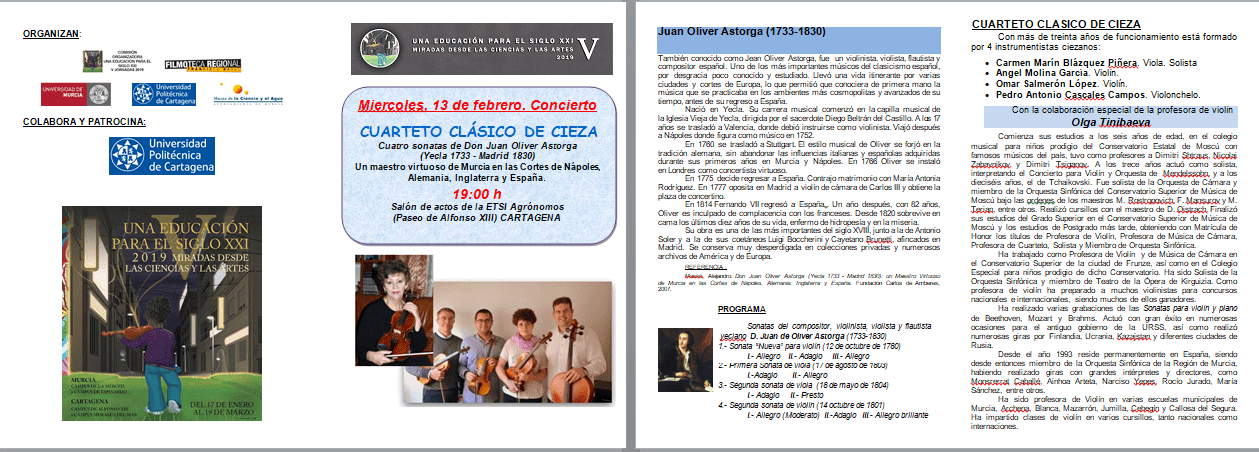 ORGANIZAN:
COMISIÓN
ORGANIZADORA
UNA EDUCACIÓN
PARA EL SIGLO XXI
V JORNADAS 2019
FILMOTECA REGIONAL
UNIVERSIDAD DE
MURCIA
Universidad
Politécnica
de Cartagena
Museo de la Ciencia y el Agua
COLABORA Y PATROCINA:
Universidad
Politécnica
de Cartagena
UNA EDUCACIÓN
PARA EL SIGLO XXI
2019 MIRADAS DESDE
LAS CIENCIAS Y LAS ARTES
MURCIA
CAMPUS DE LA MERCED
CARTAGENA
CAMPUS DE ALFONSO XIII
DEL 17 DE ENERO
AL 19 DE MARZO
UNA EDUCACIÓN PARA EL SIGLO XXI
MIRADAS DESDE LAS CIENCIAS Y LAS ARTES
2019
V
Miercoles, 13 de febrero. Concierto
CUARTETO CLÁSICO DE CIEZA
Cuatro sonatas de Don Juan Oliver Astorga
(Yecla 1733 - Madrid 1830)
Un maestro virtuoso de Murcia en las Cortes de Nápoles,
Alemania, Inglaterra y España.
19:00 h
Salón de actos de la ETSI Agrónomos
(Paseo de Alfonso XIII) CARTAGENA
Juan Oliver Astorga (1733-1830)
También conocido como Jean Oliver Astorga, fue un violinista, violista, flautista y
compositor español. Uno de los más importantes músicos del clasicismo español,
por desgracia poco conocido y estudiado. Llevó una vida itinerante por varias
ciudades y cortes de Europa, lo que permitió que conociera de primera mano la
música que se practicaba en los ambientes más cosmopolitas y avanzados de su
tiempo, antes de su regreso a España.
Nació en Yecla. Su carrera musical comenzó en la capilla musical de
la Iglesia Vieja de Yecla, dirigida por el sacerdote Diego Beltrán del Castillo. A los 17
años se trasladó a Valencia, donde debió instruirse como violinista. Viajó después
a Nápoles donde figura como músico en 1752.
En 1760 se trasladó a Stuttgart. El estilo musical de Oliver se forjó en la
tradición alemana, sin abandonar las influencias italianas y españolas adquiridas
durante sus primeros años en Murcia y Nápoles. En 1766 Oliver se instaló
en Londres como concertista virtuoso.
En 1775 decide regresar a España. Contrajo matrimonio con María Antonia
Rodríguez. En 1777 oposita en Madrid a violín de cámara de Carlos III y obtiene la
plaza de concertino.
En 1814 Fernando VII regresó a España,. Un año después, con 82 años,
Oliver es inculpado de complacencia con los franceses. Desde 1820 sobrevive en
cama los últimos diez años de su vida, enfermo de hidropesía y en la miseria.
Su obra es una de las más importantes del siglo XVIII, junto a la de Antonio
Soler y a la de sus coetáneos Luigi Boccherini y Cayetano Brunetti, afincados en
Madrid. Se conserva muy desperdigada en colecciones privadas y numerosos
archivos de América y de Europa.
REFERENCIA:
Alejandro. Don Juan Oliver Astorga (Yecla 1733 - Madrid 1830) un Maestro Virtuoso
de Murcia en las Cortes de Nápoles, Alemania, Inglaterra y España. Fundación Carlos de Amberes,
2007.
PROGRAMA
Sonatas del compositor, violinista, violista y flautista
yeclano D. Juan de Oliver Astorga (1733-1830)
1.- Sonata "Nueva" para violín (12 de octubre de 1780)
I.- Allegro II.- Adagio III.- Allegro
2.- Primera Sonata de viola (17 de agosto de 1803)
I.-Adagio II.- Allegro
3.- Segunda sonata de viola (18 de mayo de 1804)
I.- Adagio II.- Presto
4.- Segunda sonata de violín (14 octubre de 1801)
I.- Allegro (Moderato) II.-Adagio III.- Allegro brillante
CUARTETO CLASICO DE CIEZA
Con más de treinta años de funcionamiento está formado
por 4 instrumentistas ciezanos:
• Carmen Marín Blázquez Piñera. Viola. Solista
• Angel Molina García. Violín.
• Omar Salmerón López. Violín.
• Pedro Antonio Cascales Campos. Violonchelo.
Con la colaboración especial de la profesora de violín
Olga Tinibaeva
Comienza sus estudios a los seis años de edad, en el colegio
musical para niños prodigio del Conservatorio Estatal de Moscú con
famosos músicos del país, tuvo como profesores a Dimitri Nicolai
y Dimitri Tsiganov. A los trece años actuó como solista,
interpretando el Concierto para Violín y Orquesta de Mendelssohn, y a los
dieciséis años, el de Tchaikovski. Fue solista de la Orquesta de Cámara y
miembro de la Orquesta Sinfónica del Conservatorio Superior de Música de
Moscú bajo las ordenes de los maestros M. Rostropovich, F. Mansurov y M.
entre otros. Realizó cursillos con el maestro de D. Oistrach. Finalizó
sus estudios del Grado Superior en el Conservatorio Superior de Música de
Moscú y los estudios de Postgrado más tarde, obteniendo con Matrícula de
Honor los títulos de Profesora de Violín, Profesora de Música de Cámara,
Profesora de Cuarteto, Solista y Miembro de Orquesta Sinfónica.
Ha trabajado como Profesora de Violín y de Música de Cámara en
el Conservatorio Superior de la ciudad de Frunze, así como en el Colegio
Especial para niños prodigio de dicho Conservatorio. Ha sido Solista de la
Orquesta Sinfónica y miembro de Teatro de la Opera de Kirguizia. Como
profesora de violín ha preparado a muchos violinistas para concursos
nacionales e internacionales, siendo muchos de ellos ganadores.
Ha realizado varias grabaciones de las Sonatas para violín y piano
de Beethoven, Mozart y Brahms. Actuó con gran éxito en numerosas
ocasiones para el antiguo gobierno de la URSS, así como realizó
numerosas giras por Finlandia, Ucrania, Kazajstan y diferentes ciudades de
Rusia.
Desde el año 1993 reside permanentemente en España, siendo
desde entonces miembro de la Orquesta Sinfónica de la Región de Murcia,
habiendo realizado giras con grandes intérpretes y directores, como
Montserrat Caballé, Ainhoa Arteta, Narciso Yepes, Rocío Jurado, María
Sánchez, entre otros.
Ha sido profesora de Violín en varias escuelas municipales de
Murcia, Archena, Blanca, Mazarrón, Jumilla, Cehegin y Callosa del Segura.
Ha impartido clases de violín en varios cursillos, tanto nacionales como
internaciones.